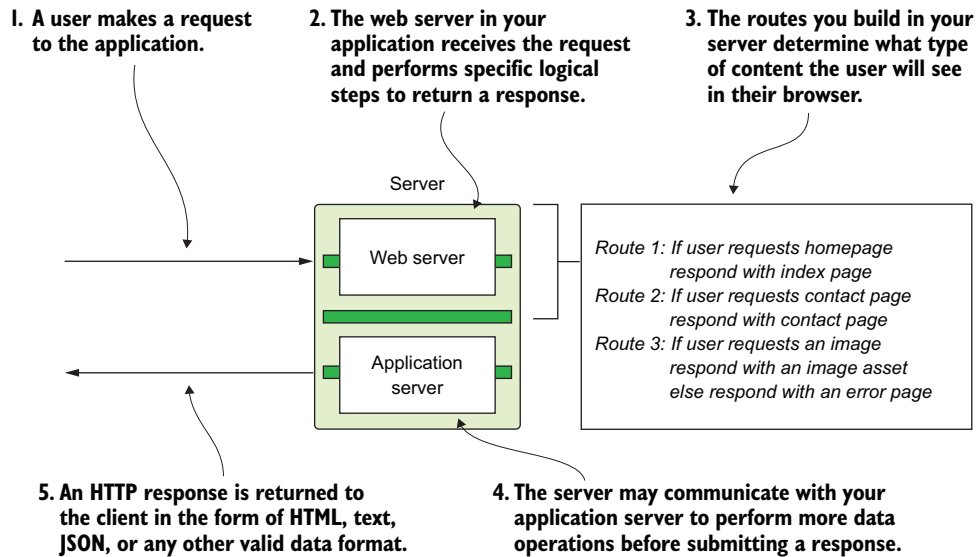 1. A user makes a request
to the application.
2. The web server in your
application receives the request
and performs specific logical
steps to return a response.
3. The routes you build in your
server determine what type
of content the user will see
in their browser.
Server
Web server
Application
server
Route 1: If user requests homepage
respond with index page
Route 2: If user requests contact page
respond with contact page
Route 3: If user requests an image
respond with an image asset
else respond with an error page
5. An HTTP response is returned to
the client in the form of HTML, text,
JSON, or any other valid data format.
4. The server may communicate with your
application server to perform more data
operations before submitting a response.